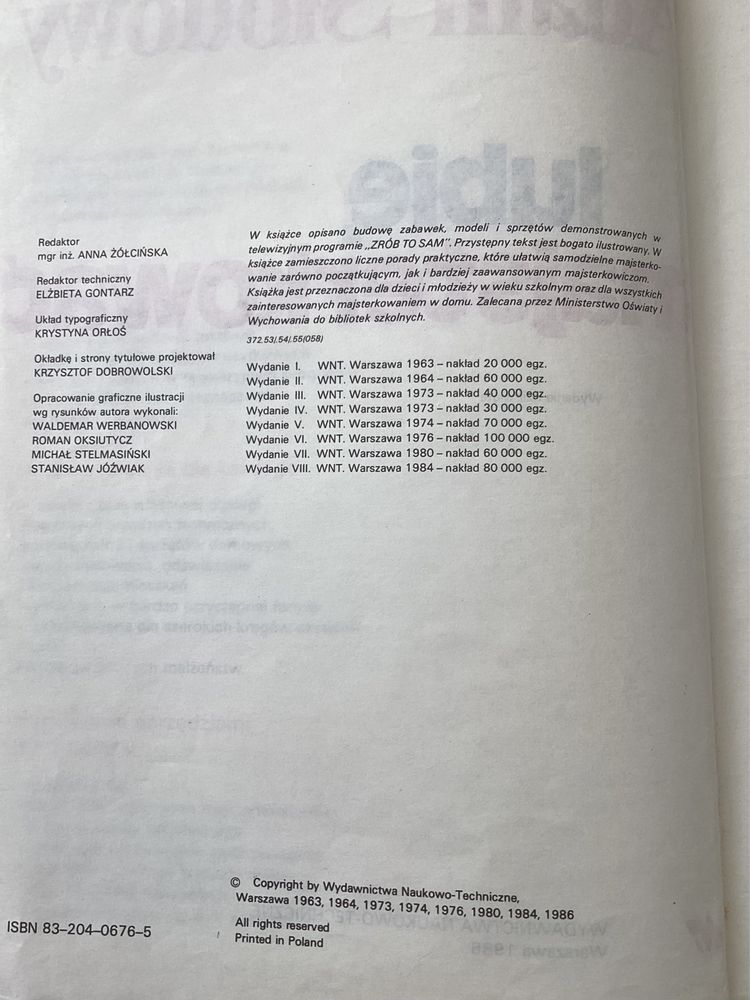 Redaktor
mgr inż. ANNA ŻÓŁCIŃSKA
Redaktor techniczny
ELŻBIETA GONTARZ
Układ typograficzny
KRYSTYNA ORŁOŚ
Okładkę i strony tytułowe projektował
KRZYSZTOF DOBROWOLSKI
Opracowanie graficzne ilustracji
wg rysunków autora wykonali:
WALDEMAR WERBANOWSKI
ROMAN OKSIUTYCZ
MICHAŁ STELMASIŃSKI
STANISŁAW JÓŹWIAK
W książce opisano budowę zabawek, modeli i sprzętów demonstrowanych w
telewizyjnym programie „ZRÓB TO SAM”. Przystępny tekst jest bogato ilustrowany. W
książce zamieszczono liczne porady praktyczne, które ułatwią samodzielne majsterko-
wanie zarówno początkującym, jak i bardziej zaawansowanym majsterkowiczom.
Książka jest przeznaczona dla dzieci i młodzieży w wieku szkolnym oraz dla wszystkich
zainteresowanych majsterkowaniem w domu. Zalecana przez Ministerstwo Oświaty i
Wychowania do bibliotek szkolnych.
372.53/.54/.55(058)
Wydanie I. WNT. Warszawa 1963 – nakład 20 000 egz.
Wydanie II. WNT. Warszawa 1964 – nakład 60 000 egz.
Wydanie III. WNT. Warszawa 1973 – nakład 40 000 egz.
Wydanie IV. WNT. Warszawa 1973 – nakład 30 000 egz.
Wydanie V. WNT. Warszawa 1974 – nakład 70 000 egz.
Wydanie VI. WNT. Warszawa 1976 – nakład 100 000 egz.
Wydanie VII. WNT. Warszawa 1980 – nakład 60 000 egz.
Wydanie VIII. WNT. Warszawa 1984 – nakład 80 000 egz.
© Copyright by Wydawnictwa Naukowo-Techniczne,
Warszawa 1963, 1964, 1973, 1974, 1976, 1980, 1984, 1986
All rights reserved
Printed in Poland
ISBN 83–204–0676–5